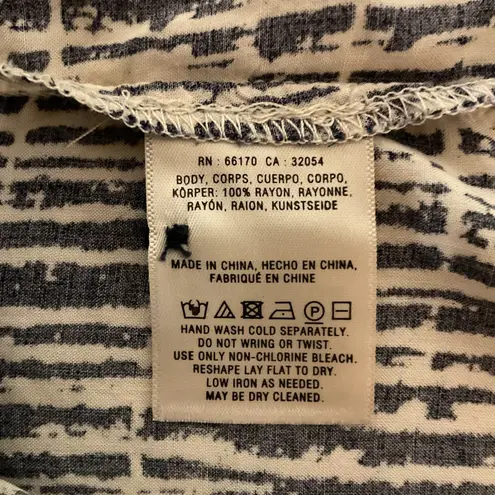 RN : 66170 CA : 32054
BODY, CORPS, CUERPO, CORPO,
KÖRPER: 100% RAYON, RAYONNE,
RAYÓN, RAION, KUNSTSEIDE
MADE IN CHINA, HECHO EN CHINA,
FABRIQUÉ EN CHINE
P
HAND WASH COLD SEPARATELY.
DO NOT WRING OR TWIST.
USE ONLY NON-CHLORINE BLEACH.
RESHAPE LAY FLAT TO DRY.
LOW IRON AS NEEDED.
MAY BE DRY CLEANED.